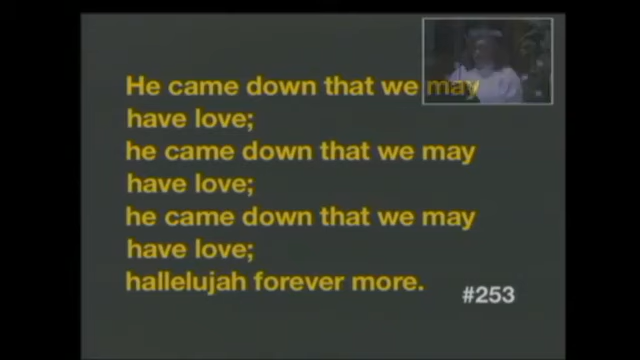 He came down that we may
have love;
he came down that we may
have love;
he came down that we may
have love;
hallelujah forever more.
#253